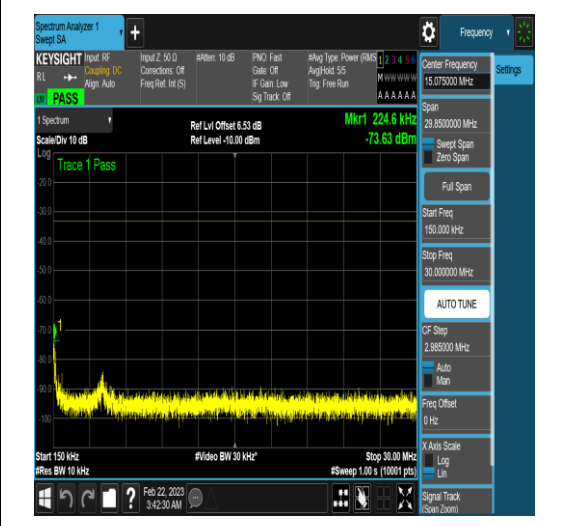 Spectrum Analyzer 1
Swept SA
Frequency
KEYSIGHT
RL
PASS
Input: RF
Coupling: DC
Align: Auto
Input Z: 50 Ω
Corrections: Off
Freq Ref: Int (S)
#Atten: 10 dB
PNO: Fast
Gate: Off
IF Gain: Low
Sig Track: Off
#Avg Type: Power (RMS)
Avg|Hold: 5/5
Trig: Free Run
1 2 3 4 5 6
M W W W W W
A A A A A A
Center Frequency
15.075000 MHz
Settings
Span
29.8500000 MHz
Swept Span
Zero Span
Full Span
Start Freq
150.000 kHz
Stop Freq
30.000000 MHz
AUTO TUNE
CF Step
2.985000 MHz
Auto
Man
Freq Offset
0 Hz
X Axis Scale
Log
Lin
Signal Track
(Span Zoom)
1 Spectrum
Scale/Div 10 dB
Ref Lvl Offset 6.53 dB
Ref Level -10.00 dBm
Mkr1 224.6 kHz
-73.63 dBm
Log
Trace 1 Pass
-20.0
-30.0
-40.0
-50.0
-60.0
-70.0
-80.0
-90.0
-100
1
Start 150 kHz
#Video BW 30 kHz*
Stop 30.00 MHz
#Res BW 10 kHz
#Sweep 1.00 s (10001 pts)
Feb 22, 2023
3:42:30 AM